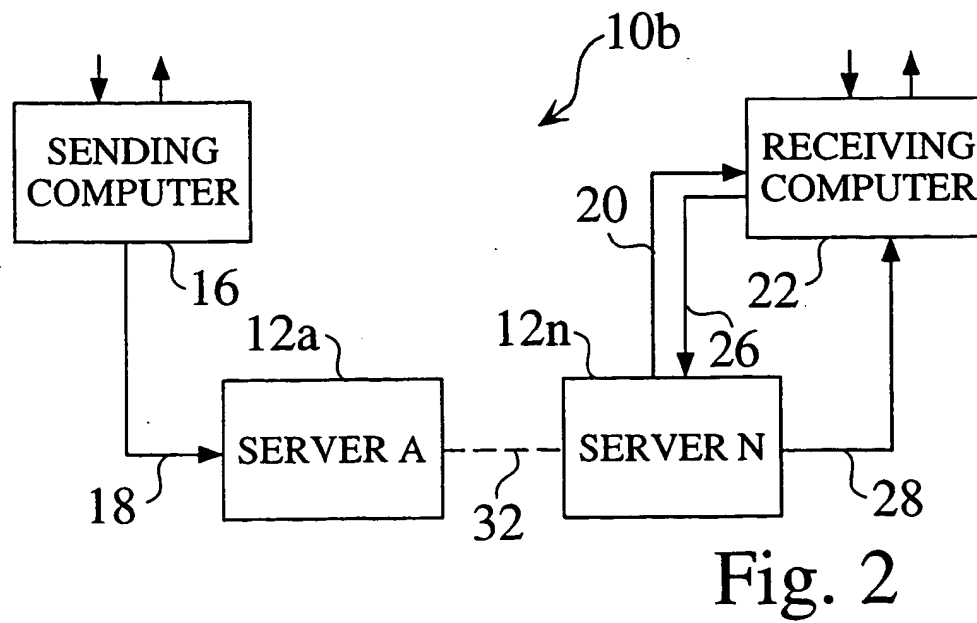 10b
SENDING
COMPUTER
RECEIVING
COMPUTER
20
16
22
12a
12n
26
SERVER A
SERVER N
18
32
28
Fig. 2